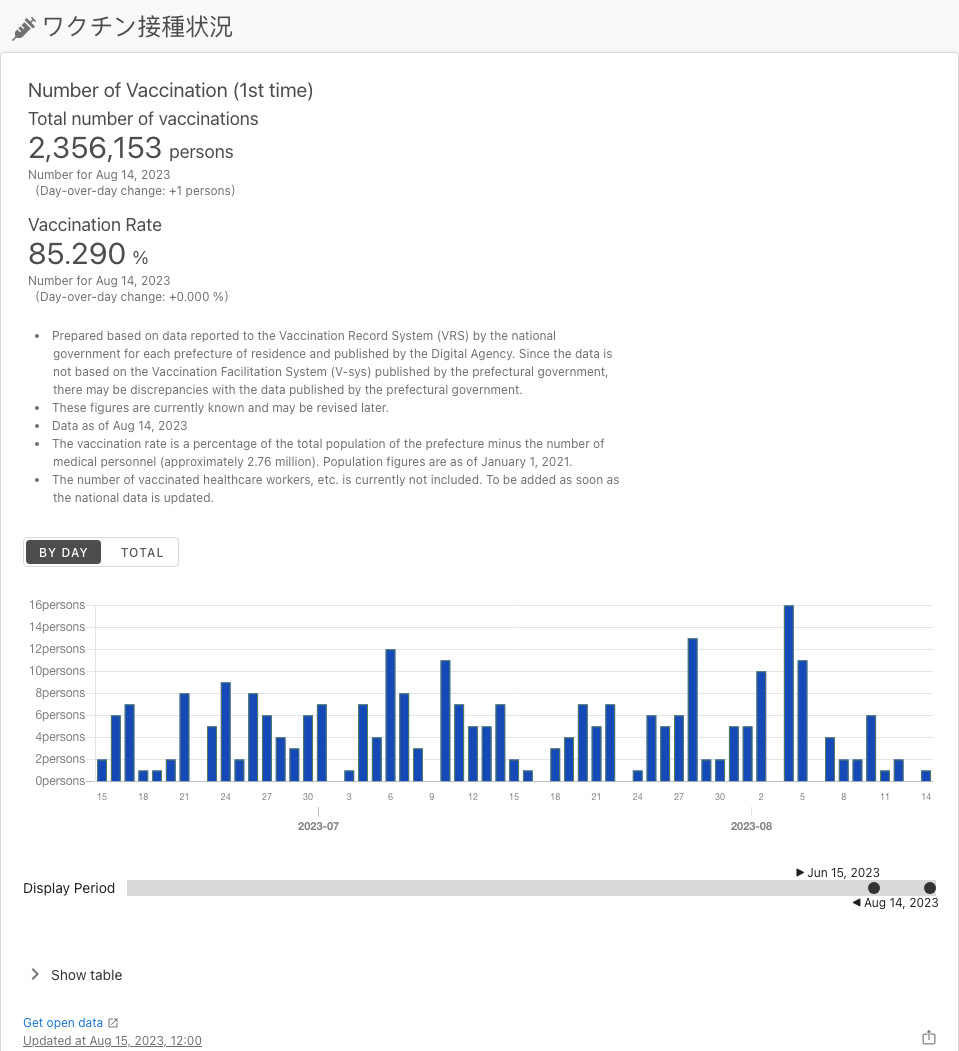 ワクチン接種状況
Number of Vaccination (1st time)
Total number of vaccinations
2,356,153 persons
Number for Aug 14, 2023
(Day-over-day change: +1 persons)
Vaccination Rate
85.290 %
Number for Aug 14, 2023
(Day-over-day change: +0.000 %)
• Prepared based on data reported to the Vaccination Record System (VRS) by the national
government for each prefecture of residence and published by the Digital Agency. Since the data is
not based on the Vaccination Facilitation System (V-sys) published by the prefectural government,
there may be discrepancies with the data published by the prefectural government.
• These figures are currently known and may be revised later.
• Data as of Aug 14, 2023
• The vaccination rate is a percentage of the total population of the prefecture minus the number of
medical personnel (approximately 2.76 million). Population figures are as of January 1, 2021.
• The number of vaccinated healthcare workers, etc. is currently not included. To be added as soon as
the national data is updated.
BY DAY TOTAL
16persons
14persons
12persons
10persons
8persons
6persons
4persons
2persons
0persons
15 18 21 24 27 30 3 6 9 12 15 18 21 24 27 30 2 5 8 11 14
2023-07 2023-08
▶ Jun 15, 2023
Display Period
◀ Aug 14, 2023
Show table
Get open data
Updated at Aug 15, 2023, 12:00